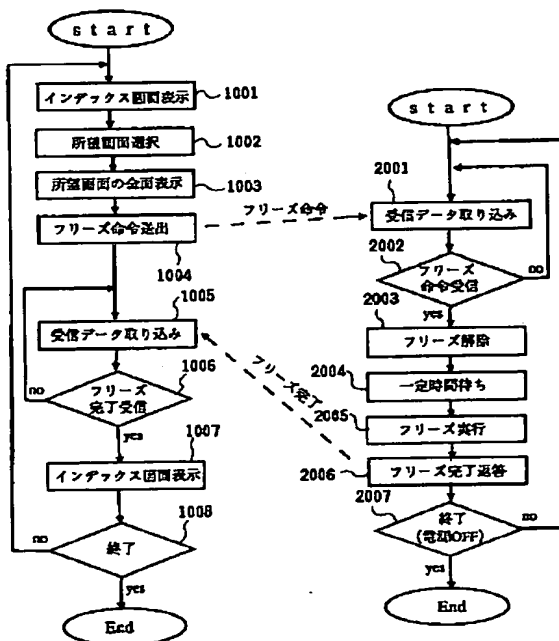 start
インデックス画面表示
1001
所望画面選択
1002
所望画面の全面表示
1003
フリーズ命令送出
1004
フリーズ命令
1005
受信データ取り込み
no
フリーズ
完了受信
1006
yes
フリーズ完了
1007
インデックス画面表示
no
終了
1008
yes
End
start
2001
受信データ取り込み
2002
フリーズ
命令受信
no
yes
2003
フリーズ解除
2004
一定時間待ち
2005
フリーズ実行
2006
フリーズ完了返答
2007
終了
(電源OFF)
no
yes
End